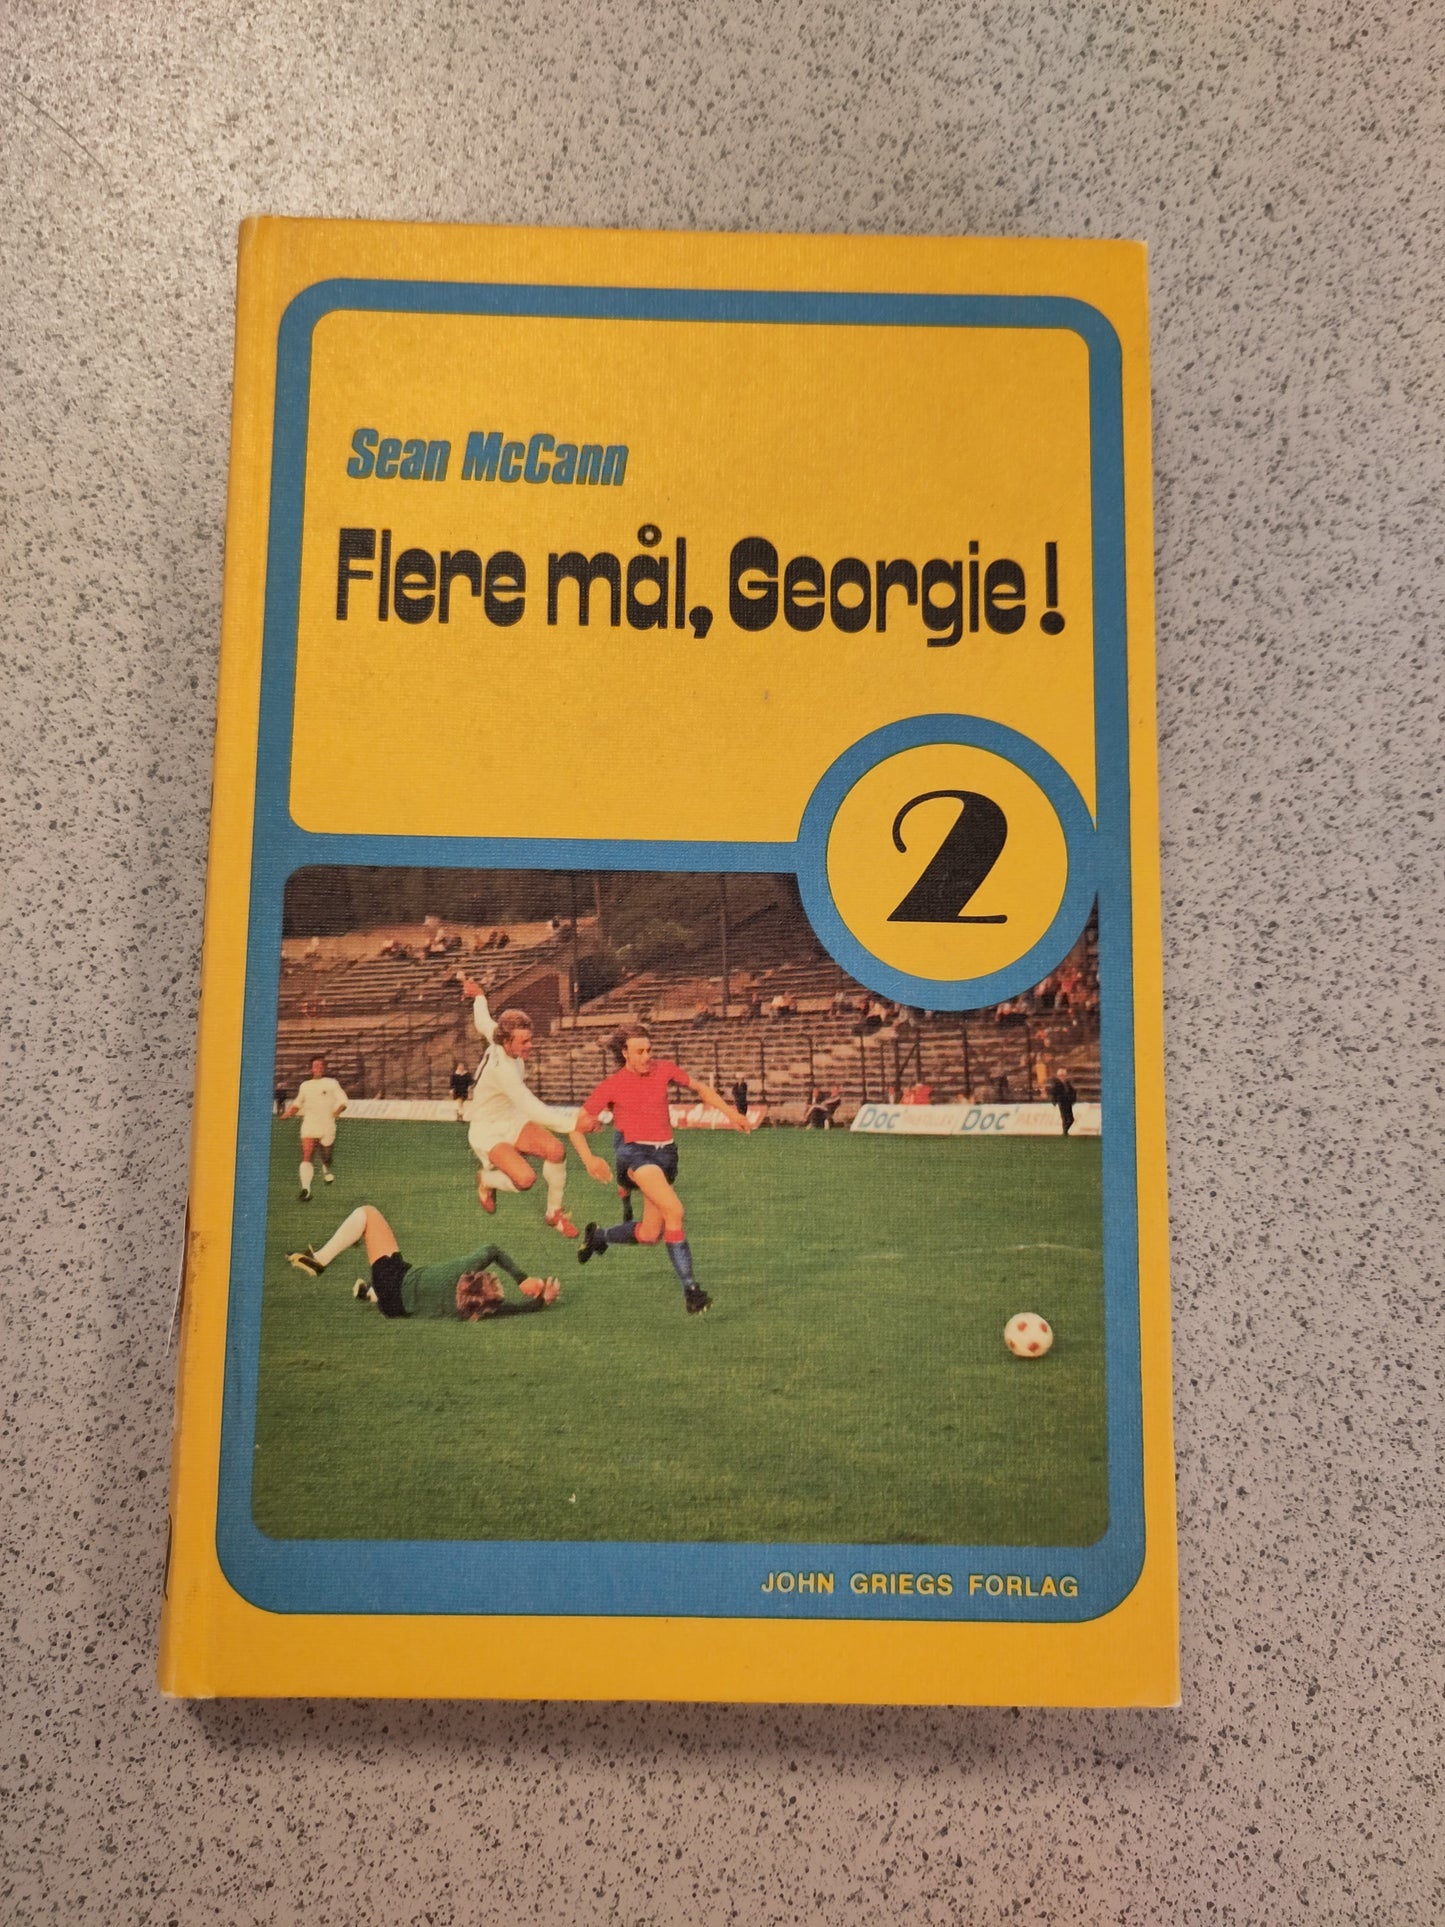 Sean McCann
Flere mål, Georgie!
2
Doc' Doc'
JOHN GRIEGS FORLAG